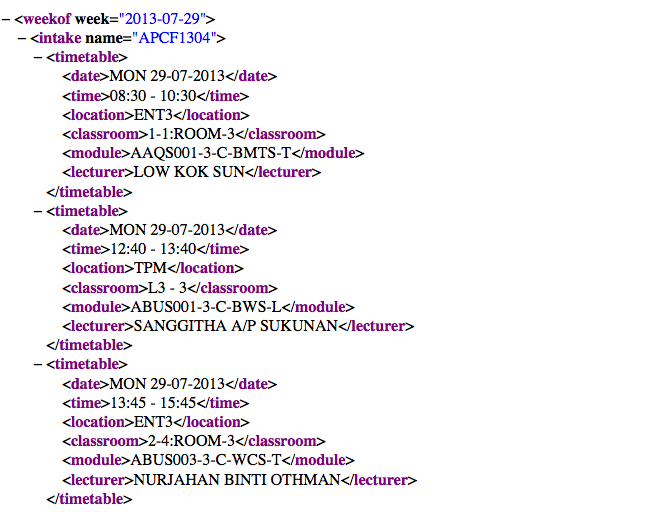 – <weekof week="2013-07-29">
– <intake name="APCF1304">
– <timetable>
<date>MON 29-07-2013</date>
<time>08:30 - 10:30</time>
<location>ENT3</location>
<classroom>1-1:ROOM-3</classroom>
<module>AAQS001-3-C-BMTS-T</module>
<lecturer>LOW KOK SUN</lecturer>
</timetable>
– <timetable>
<date>MON 29-07-2013</date>
<time>12:40 - 13:40</time>
<location>TPM</location>
<classroom>L3 - 3</classroom>
<module>ABUS001-3-C-BWS-L</module>
<lecturer>SANGGITHA A/P SUKUNAN</lecturer>
</timetable>
– <timetable>
<date>MON 29-07-2013</date>
<time>13:45 - 15:45</time>
<location>ENT3</location>
<classroom>2-4:ROOM-3</classroom>
<module>ABUS003-3-C-WCS-T</module>
<lecturer>NURJAHAN BINTI OTHMAN</lecturer>
</timetable>